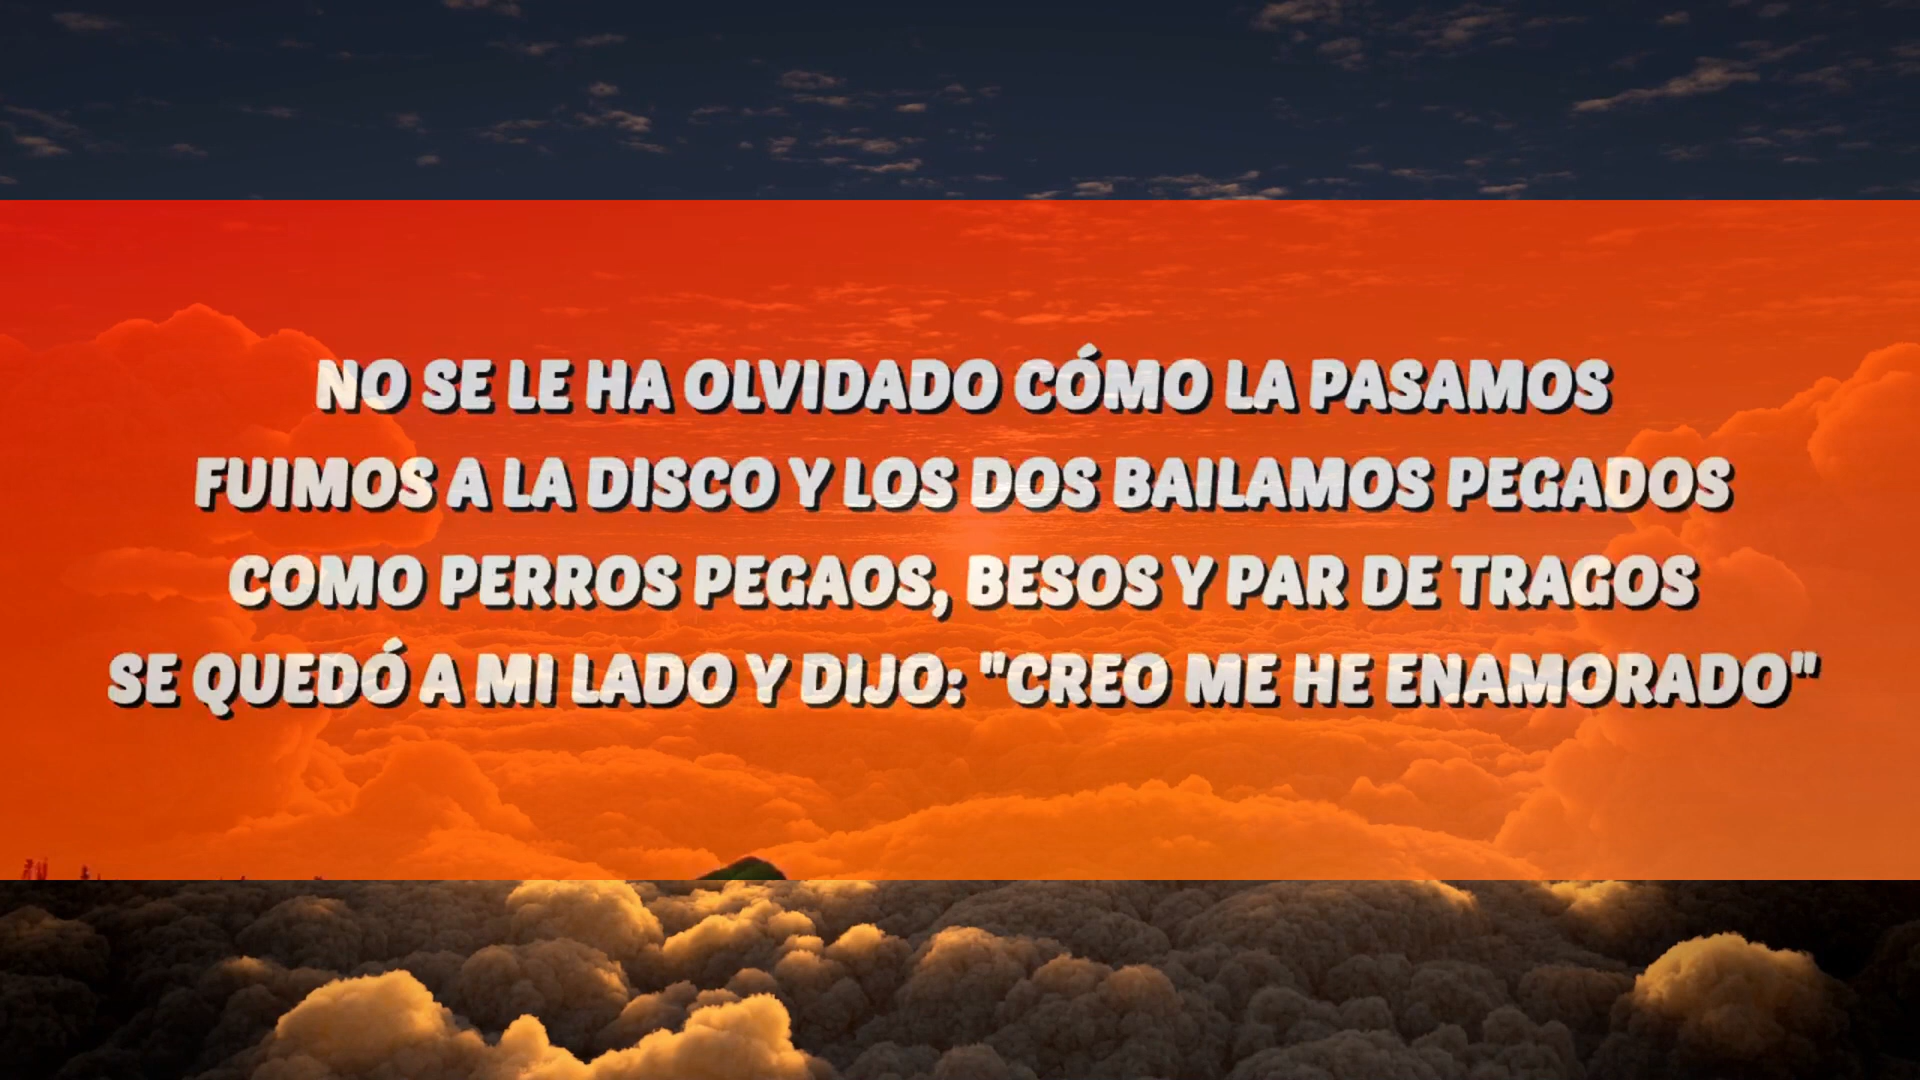 NO SE LE HA OLVIDADO CÓMO LA PASAMOS
FUIMOS A LA DISCO Y LOS DOS BAILAMOS PEGADOS
COMO PERROS PEGAOS, BESOS Y PAR DE TRAGOS
SE QUEDÓ A MI LADO Y DIJO: "CREO ME HE ENAMORADO"